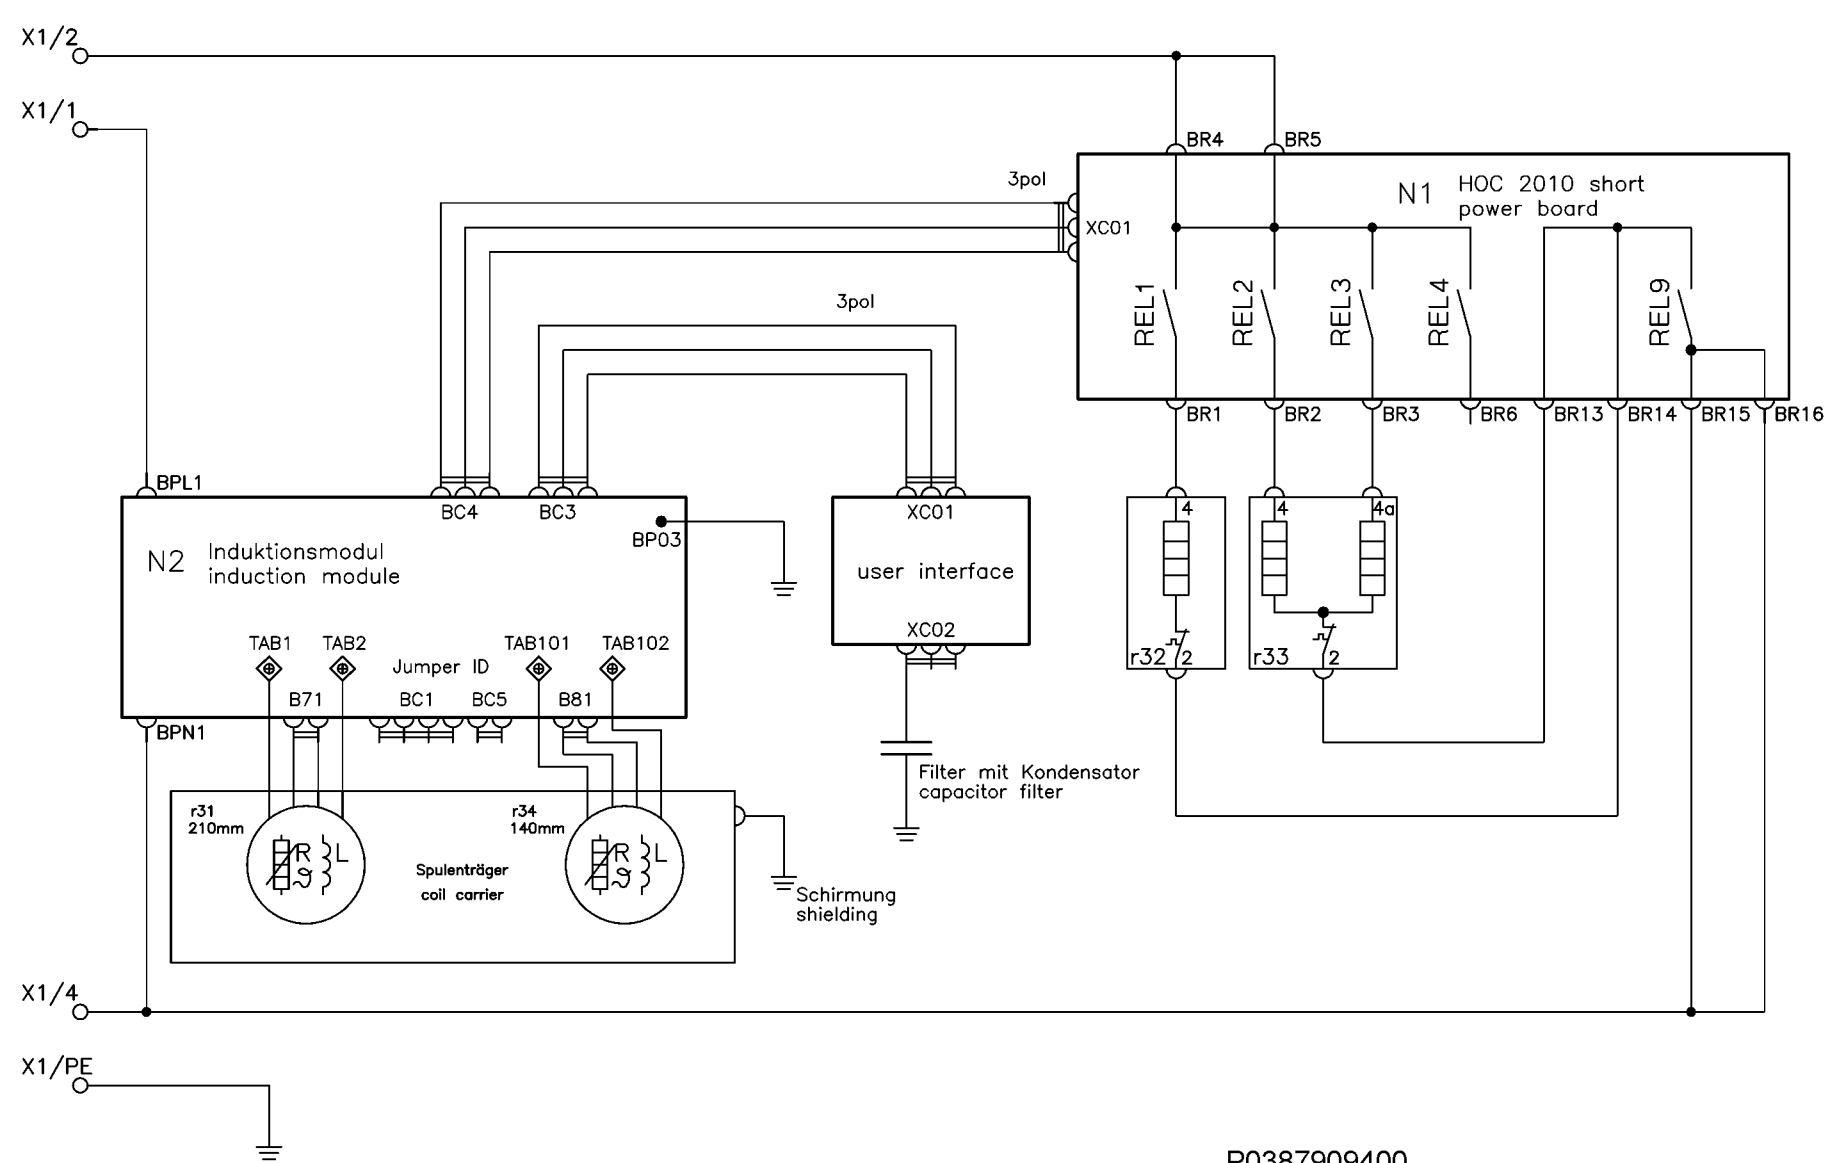 X1/2
X1/1
BR4
BR5
3pol
N1
HOC 2010 short
power board
XC01
3pol
REL1
REL2
REL3
REL4
REL9
BR1
BR2
BR3
BR6
BR13
BR14
BR15
BR16
BPL1
BC4
BC3
BP03
N2
Induktionsmodul
induction module
XC01
user interface
XC02
4
4
4a
r32
2
r33
2
TAB1
TAB2
Jumper ID
TAB101
TAB102
B71
BC1
BC5
B81
BPN1
Filter mit Kondensator
capacitor filter
r31
210mm
R
ϑ
L
Spulenträger
coil carrier
r34
140mm
R
ϑ
L
Schirmung
shielding
X1/4
X1/PE
P0387909400